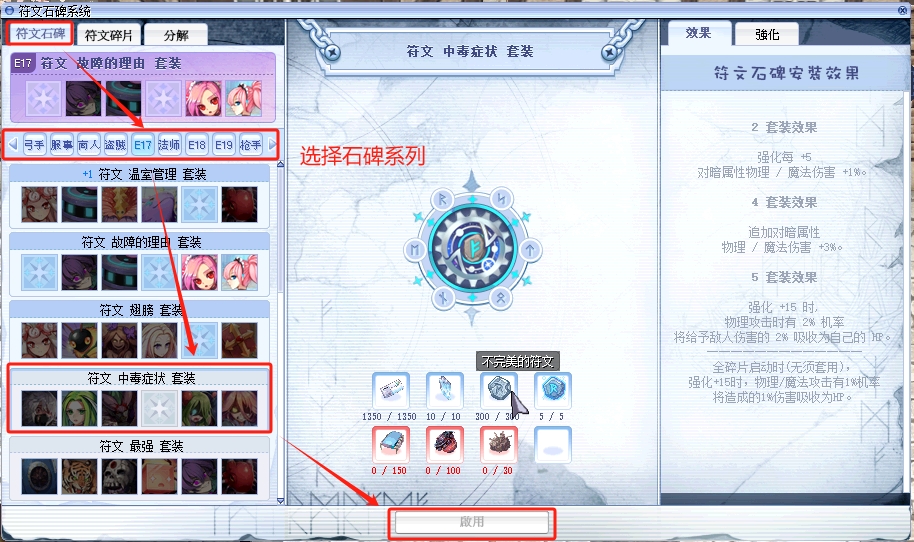 符文石碑系统
符文石碑
符文碎片
分解
E17 符文 故障的理由 套装
弓手 服事 商人 盗贼 E17 法师 E18 E19 枪手
+1 符文 温室管理 套装
符文 故障的理由 套装
符文 翅膀 套装
符文 中毒症状 套装
符文 最强 套装
符文 中毒症状 套装
选择石碑系列
不完美的符文
1350 / 1350
10 / 10
300 / 300
5 / 5
0 / 150
0 / 100
0 / 30
啟用
效果
強化
符文石碑安装效果
2 套装效果
强化每 +5
对暗属性物理 / 魔法伤害 +1%。
4 套装效果
追加对暗属性
物理 / 魔法伤害 +3%。
5 套装效果
强化 +15 时,
物理攻击时有 2% 机率
将给予敌人伤害的 2% 吸收为自己的 HP。
全碎片启动时(无须套用),
强化+15时,物理/魔法攻击有1%机率
将造成的1%伤害吸收为HP。